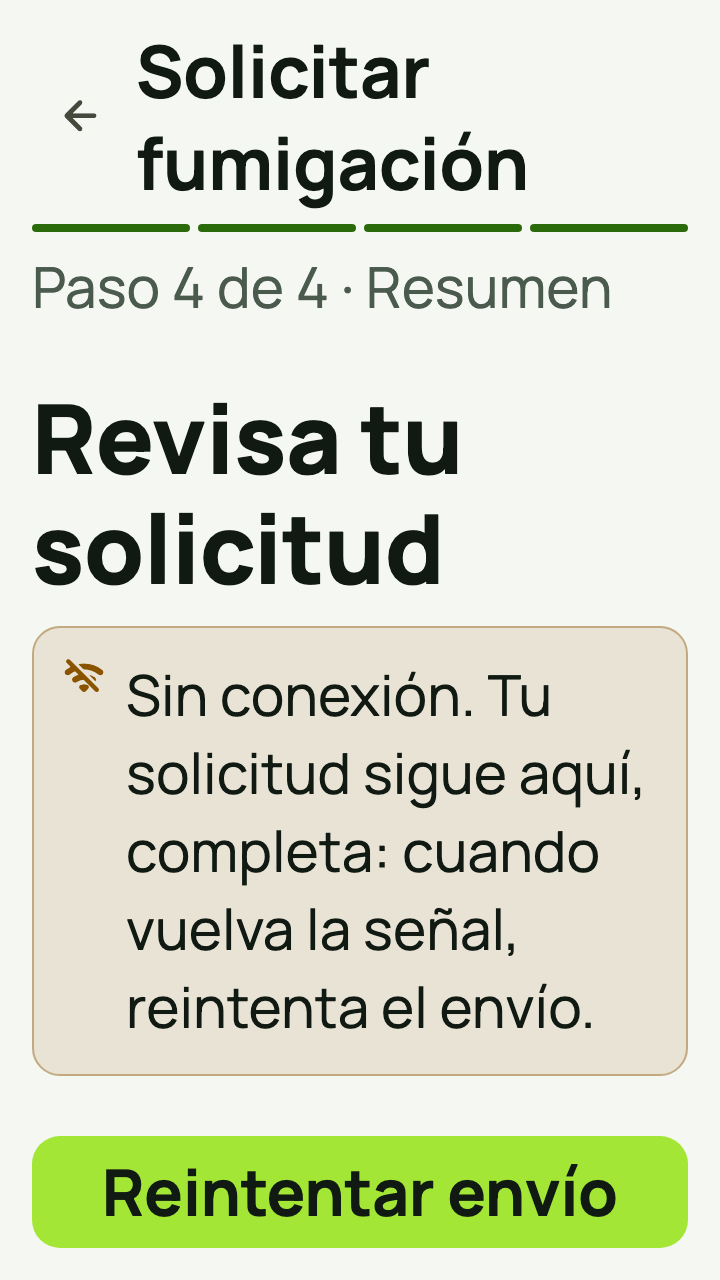 Solicitar
fumigación
Paso 4 de 4 · Resumen
Revisa tu
solicitud
Sin conexión. Tu
solicitud sigue aquí,
completa: cuando
vuelva la señal,
reintenta el envío.
Reintentar envío